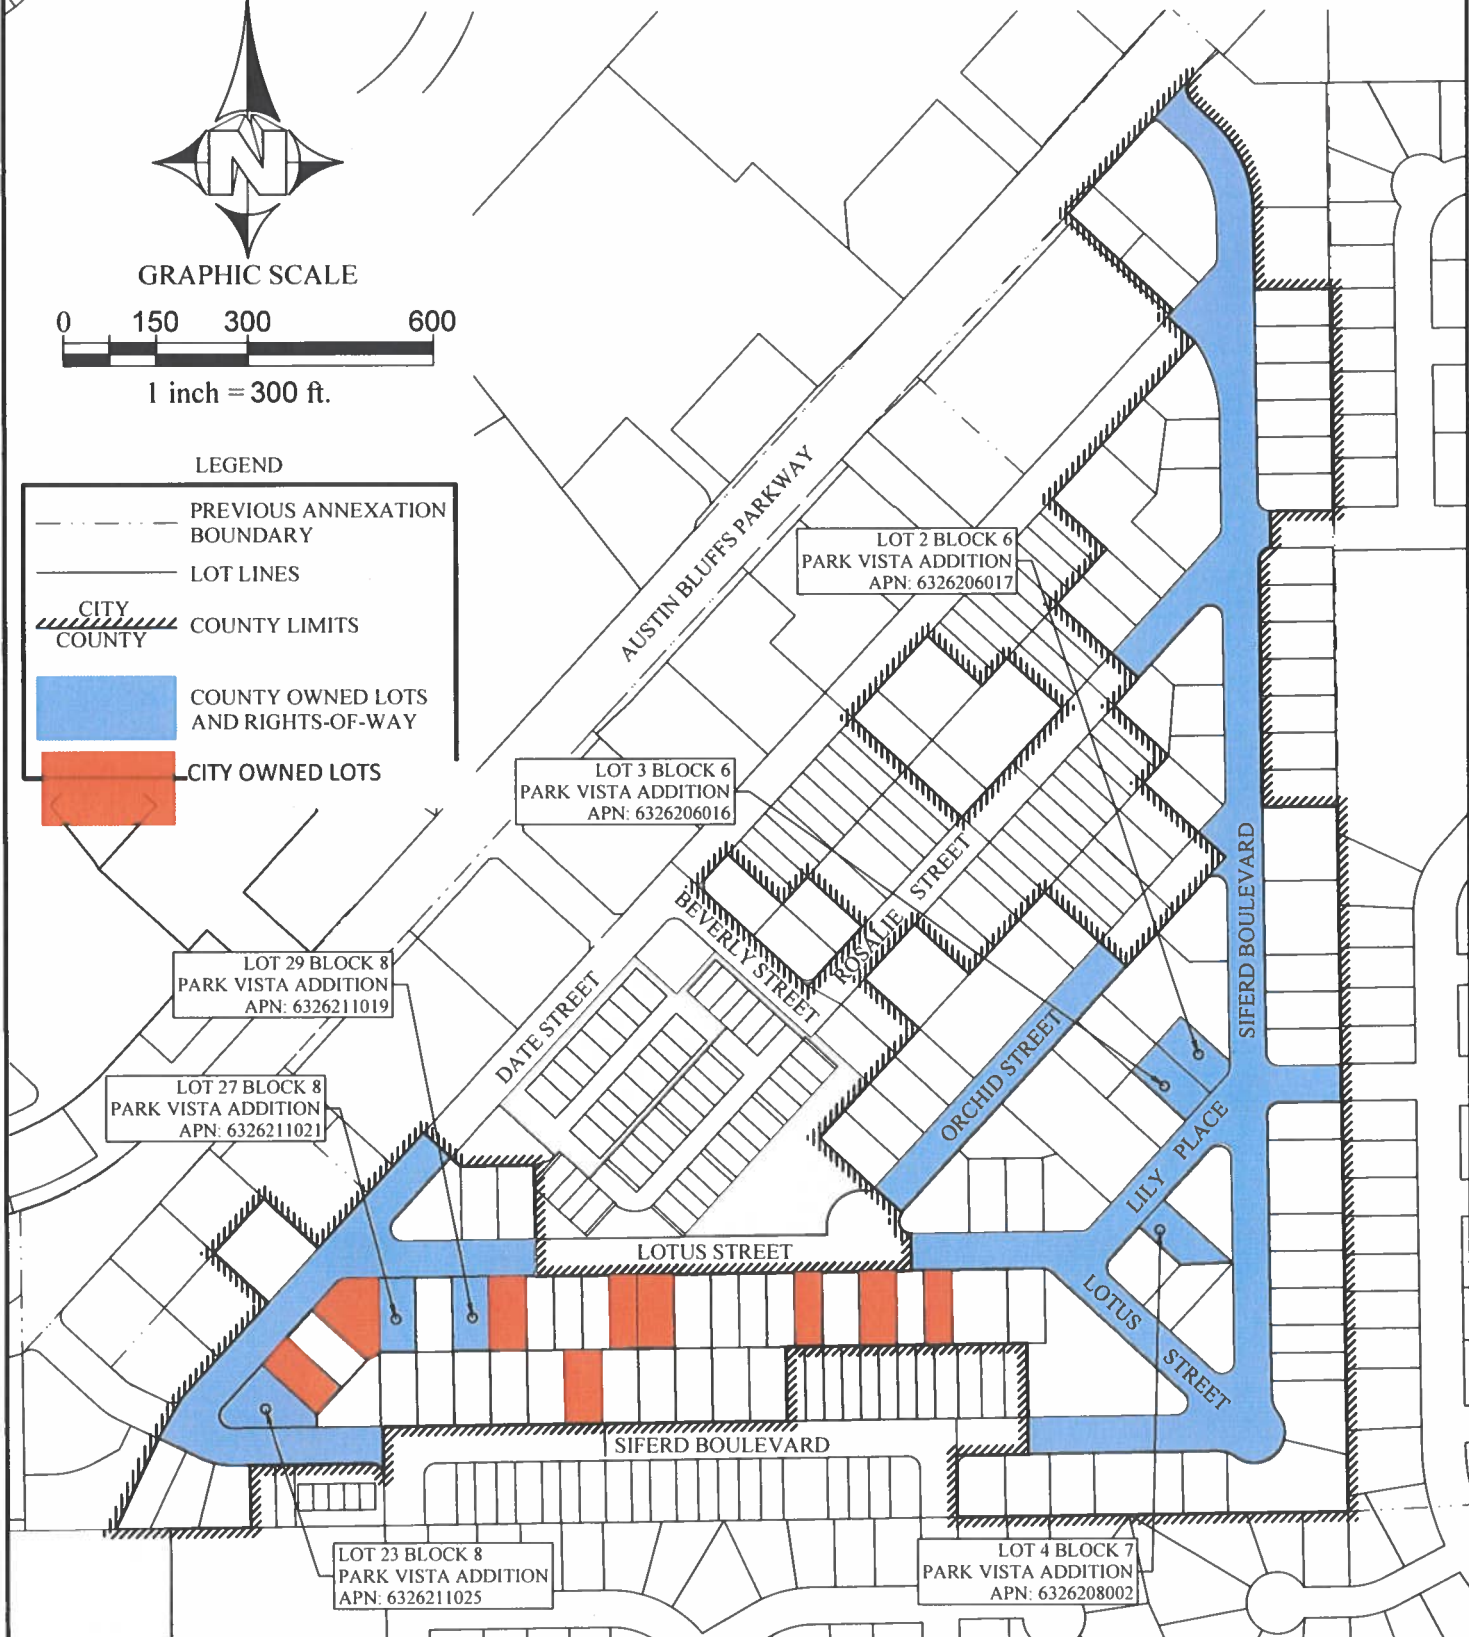 N
GRAPHIC SCALE
0 150 300 600
1 inch = 300 ft.
LEGEND
PREVIOUS ANNEXATION
BOUNDARY
LOT LINES
CITY
COUNTY
COUNTY LIMITS
COUNTY OWNED LOTS
AND RIGHTS-OF-WAY
CITY OWNED LOTS
AUSTIN BLUFFS PARKWAY
LOT 2 BLOCK 6
PARK VISTA ADDITION
APN: 6326206017
LOT 3 BLOCK 6
PARK VISTA ADDITION
APN: 6326206016
ROSALIE STREET
BEVERLY STREET
SIFERD BOULEVARD
LOT 29 BLOCK 8
PARK VISTA ADDITION
APN: 6326211019
DATE STREET
ORCHID STREET
LOT 27 BLOCK 8
PARK VISTA ADDITION
APN: 6326211021
LILY PLACE
LOTUS STREET
LOTUS STREET
SIFERD BOULEVARD
LOT 23 BLOCK 8
PARK VISTA ADDITION
APN: 6326211025
LOT 4 BLOCK 7
PARK VISTA ADDITION
APN: 6326208002